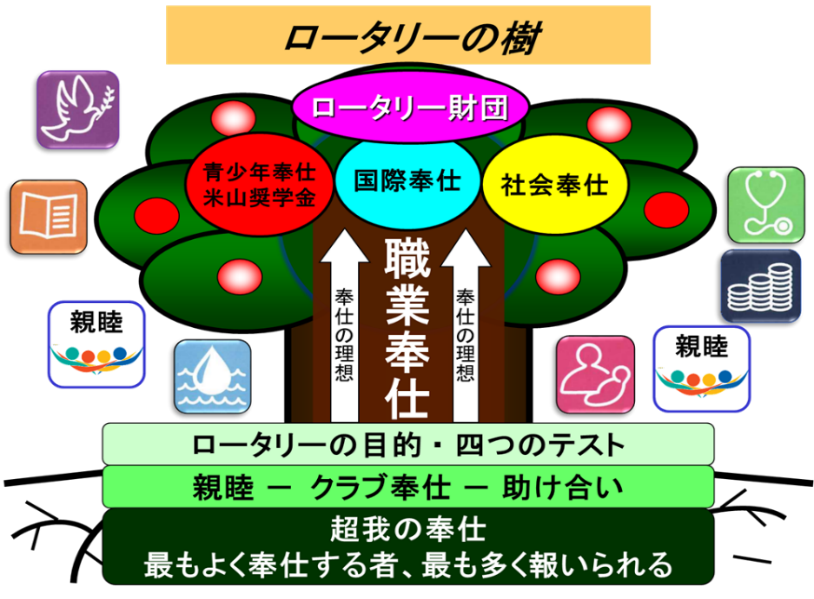 ロータリーの樹
ロータリー財団
青少年奉仕
米山奨学金
国際奉仕
社会奉仕
職業奉仕
奉仕の理想
奉仕の理想
親睦
親睦
ロータリーの目的・四つのテスト
親睦 － クラブ奉仕 － 助け合い
超我の奉仕
最もよく奉仕する者、最も多く報いられる